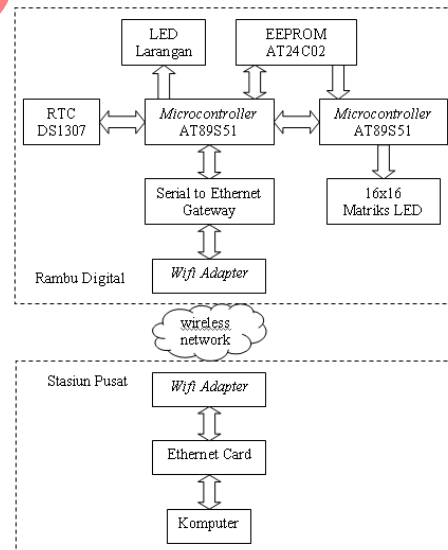 LED
Larangan
EEPROM
AT24C02
RTC
DS1307
Microcontroller
AT89S51
Microcontroller
AT89S51
Serial to Ethernet
Gateway
16x16
Matriks LED
Rambu Digital
Wifi Adapter
wireless
network
Stasiun Pusat
Wifi Adapter
Ethernet Card
Komputer